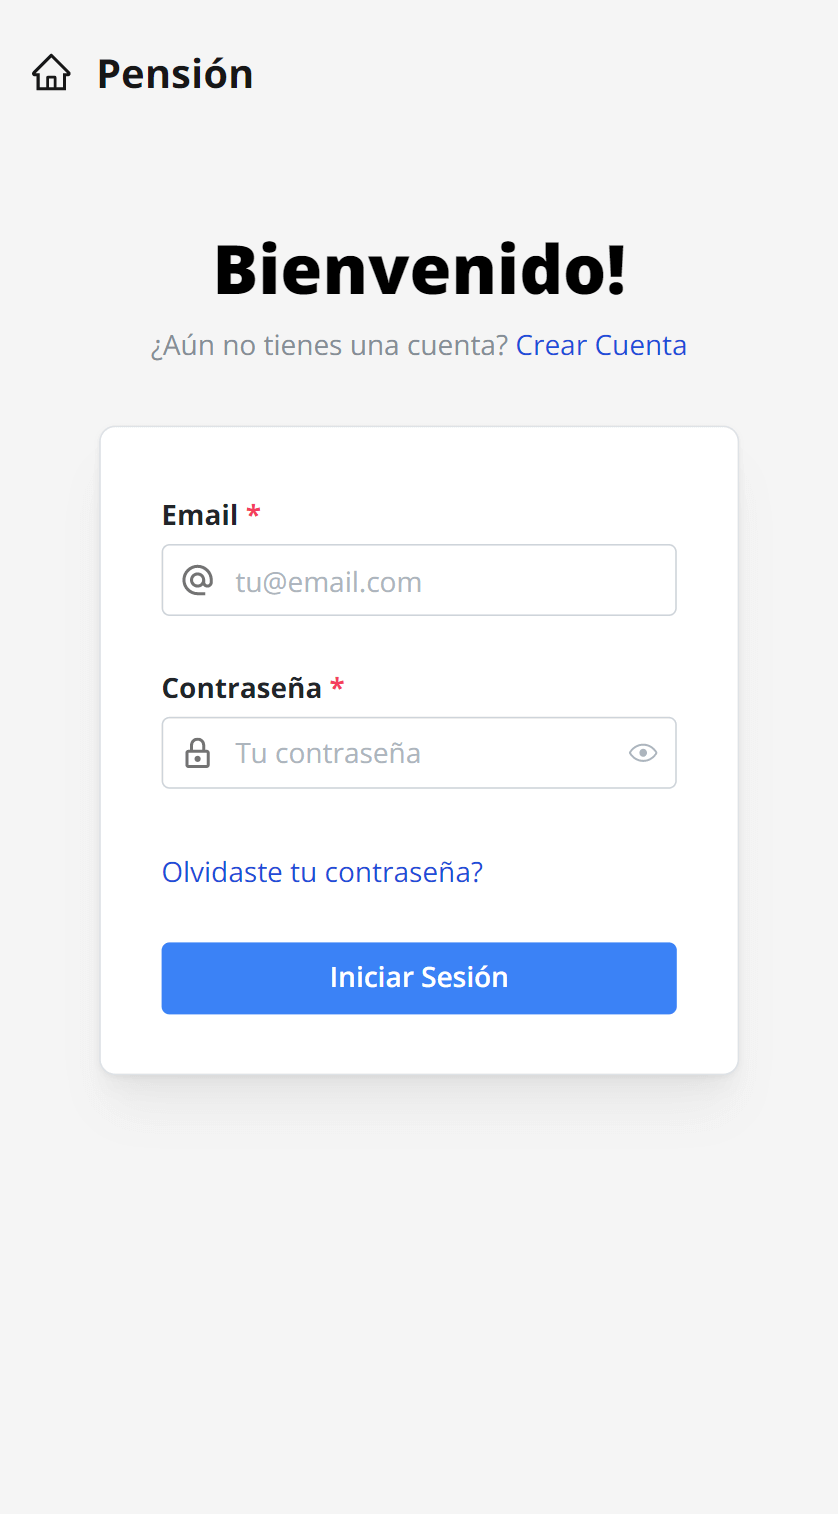 Pensión
Bienvenido!
¿Aún no tienes una cuenta? Crear Cuenta
Email *
tu@email.com
Contraseña *
Tu contraseña
Olvidaste tu contraseña?
Iniciar Sesión